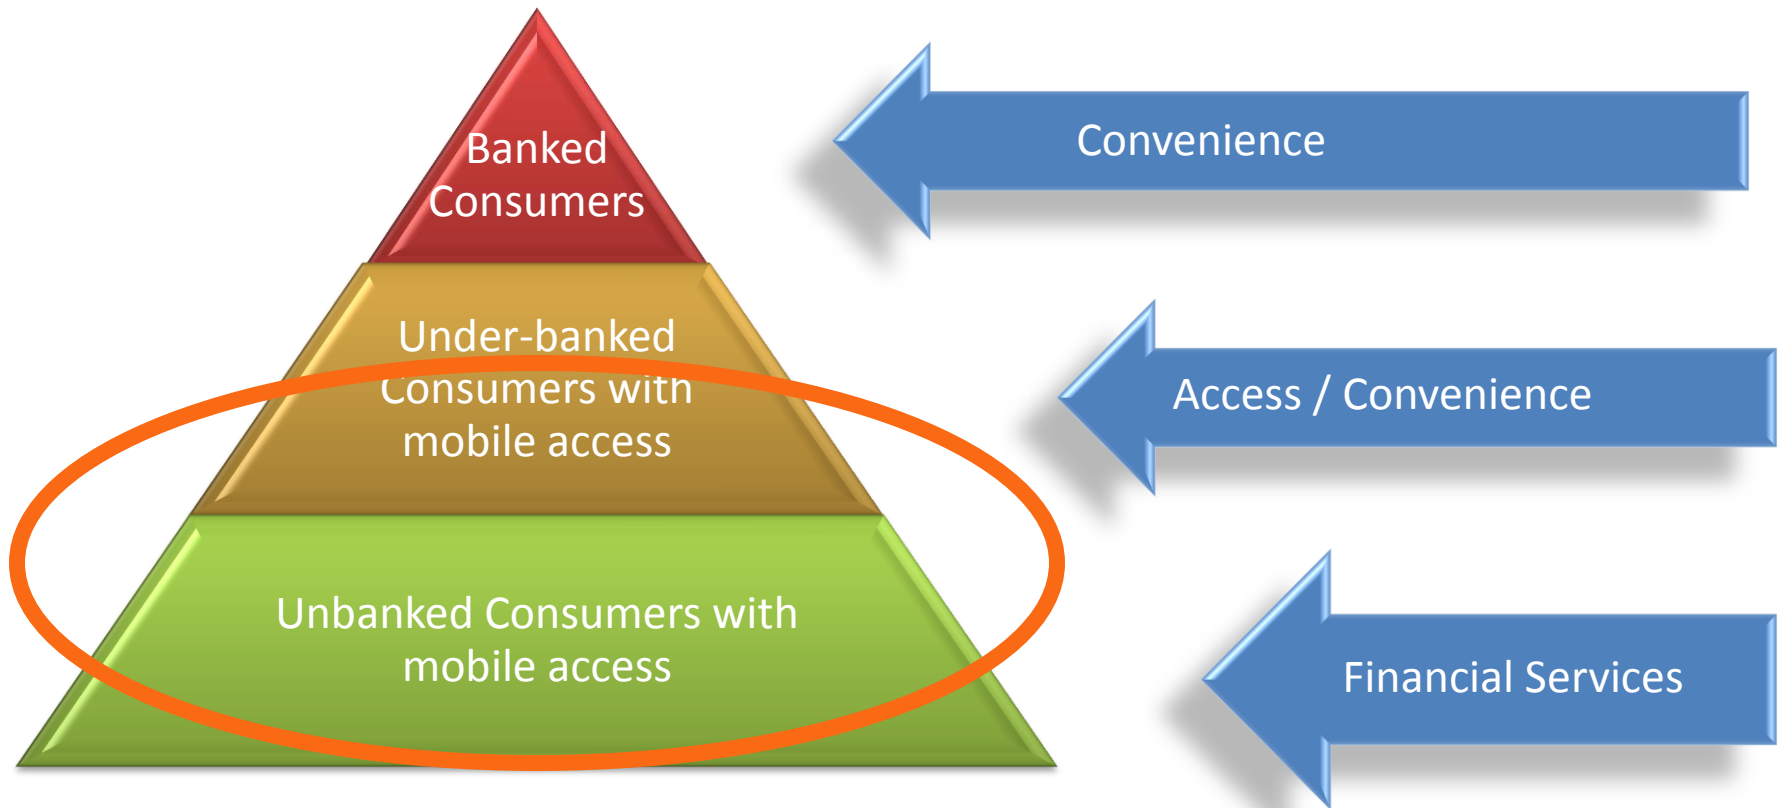 Banked
Consumers
Convenience
Under-banked
Consumers with
mobile access
Access / Convenience
Unbanked Consumers with
mobile access
Financial Services